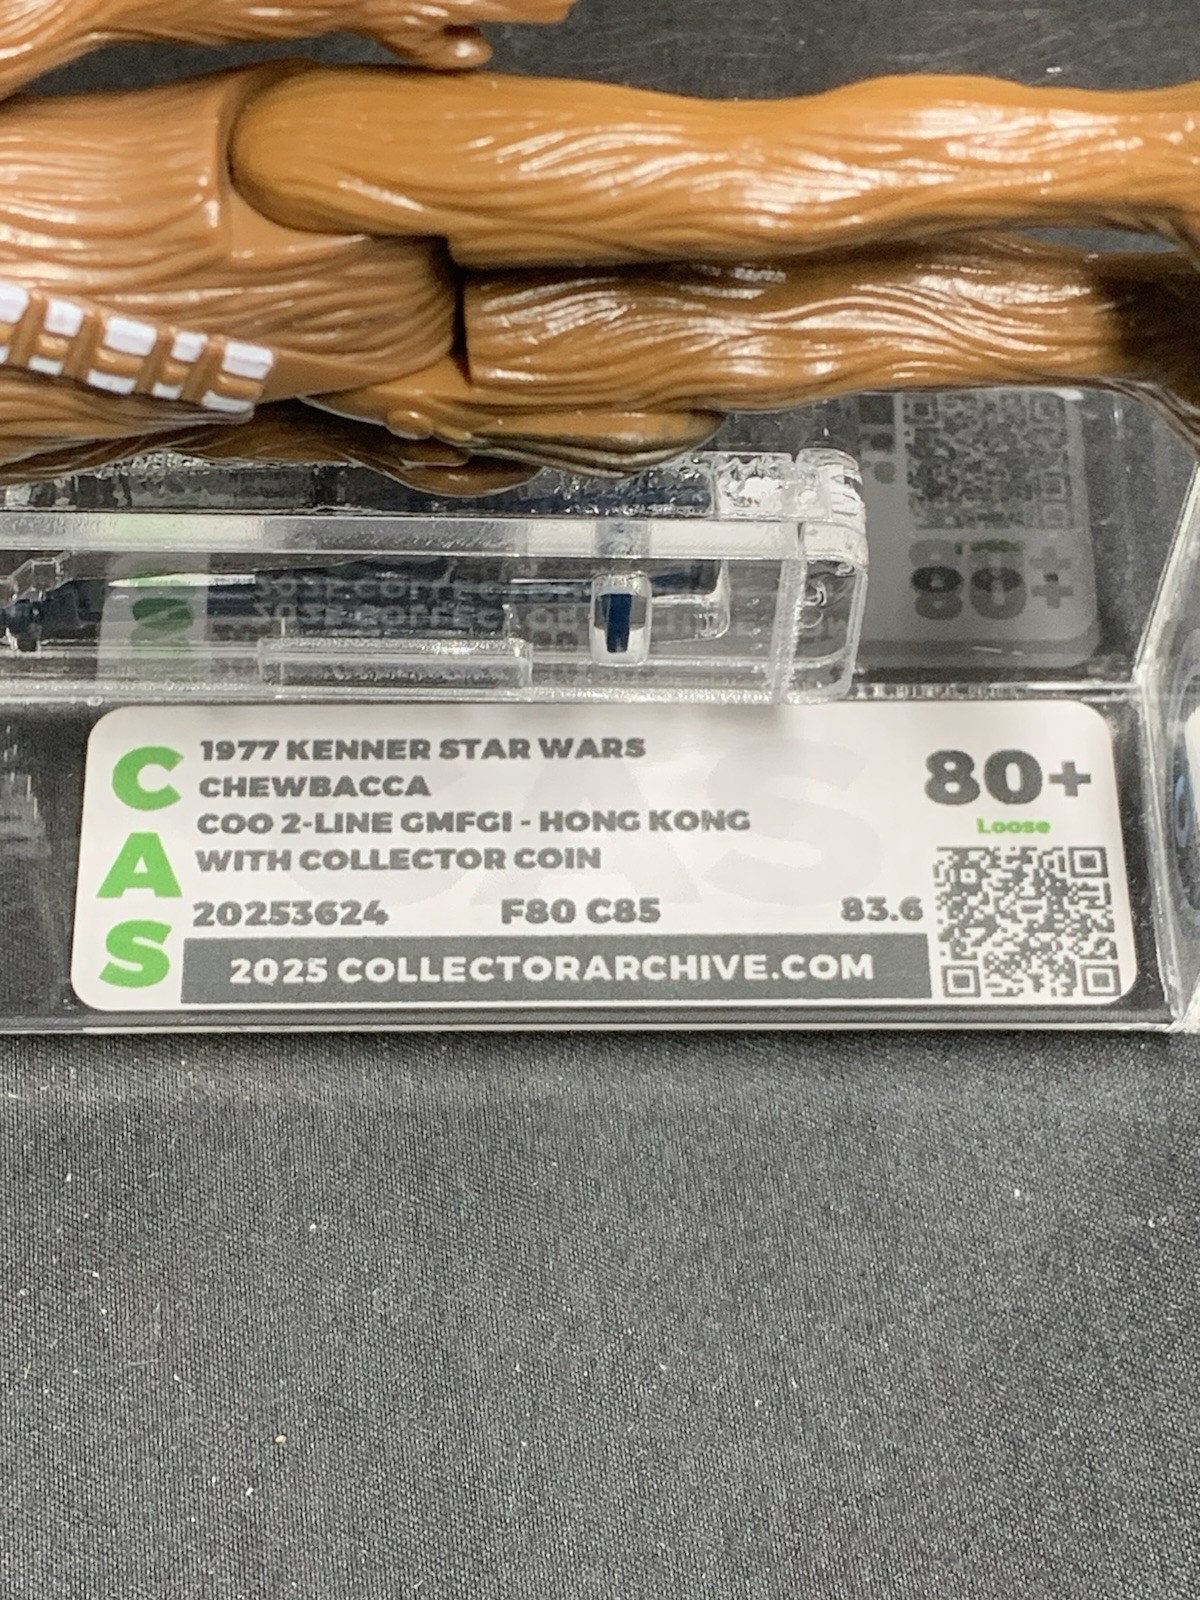 CAS
1977 KENNER STAR WARS
CHEWBACCA
COO 2-LINE GMFGI - HONG KONG
WITH COLLECTOR COIN
20253624 F80 C85 83.6
2025 COLLECTORARCHIVE.COM
80+
Loose